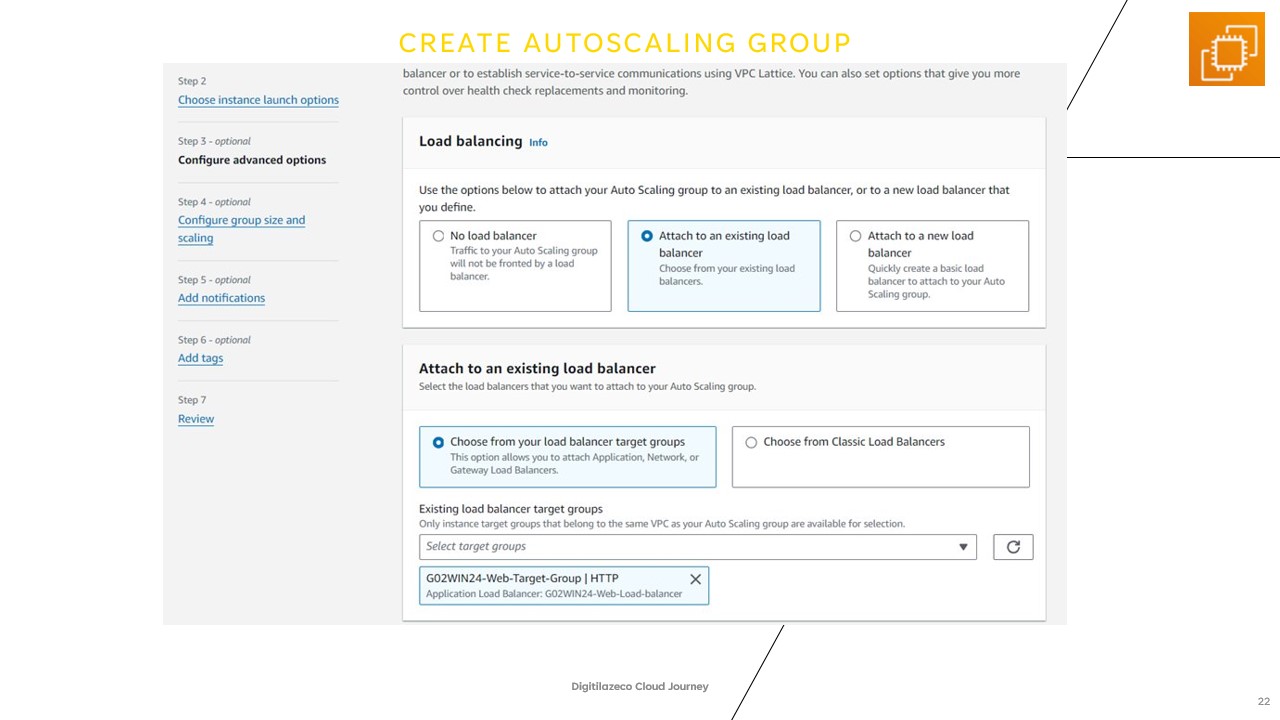 CREATE AUTOSCALING GROUP
Step 2
Choose instance launch options
Step 3 - optional
Configure advanced options
Step 4 - optional
Configure group size and
scaling
Step 5 - optional
Add notifications
Step 6 - optional
Add tags
Step 7
Review
balancer or to establish service-to-service communications using VPC Lattice. You can also set options that give you more
control over health check replacements and monitoring.
Load balancing Info
Use the options below to attach your Auto Scaling group to an existing load balancer, or to a new load balancer that
you define.
No load balancer
Traffic to your Auto Scaling group
will not be fronted by a load
balancer.
Attach to an existing load
balancer
Choose from your existing load
balancers.
Attach to a new load
balancer
Quickly create a basic load
balancer to attach to your Auto
Scaling group.
Attach to an existing load balancer
Select the load balancers that you want to attach to your Auto Scaling group.
Choose from your load balancer target groups
This option allows you to attach Application, Network, or
Gateway Load Balancers.
Choose from Classic Load Balancers
Existing load balancer target groups
Only instance target groups that belong to the same VPC as your Auto Scaling group are available for selection.
Select target groups
G02WIN24-Web-Target-Group | HTTP
Application Load Balancer: G02WIN24-Web-Load-balancer
Digitilazeco Cloud Journey
22